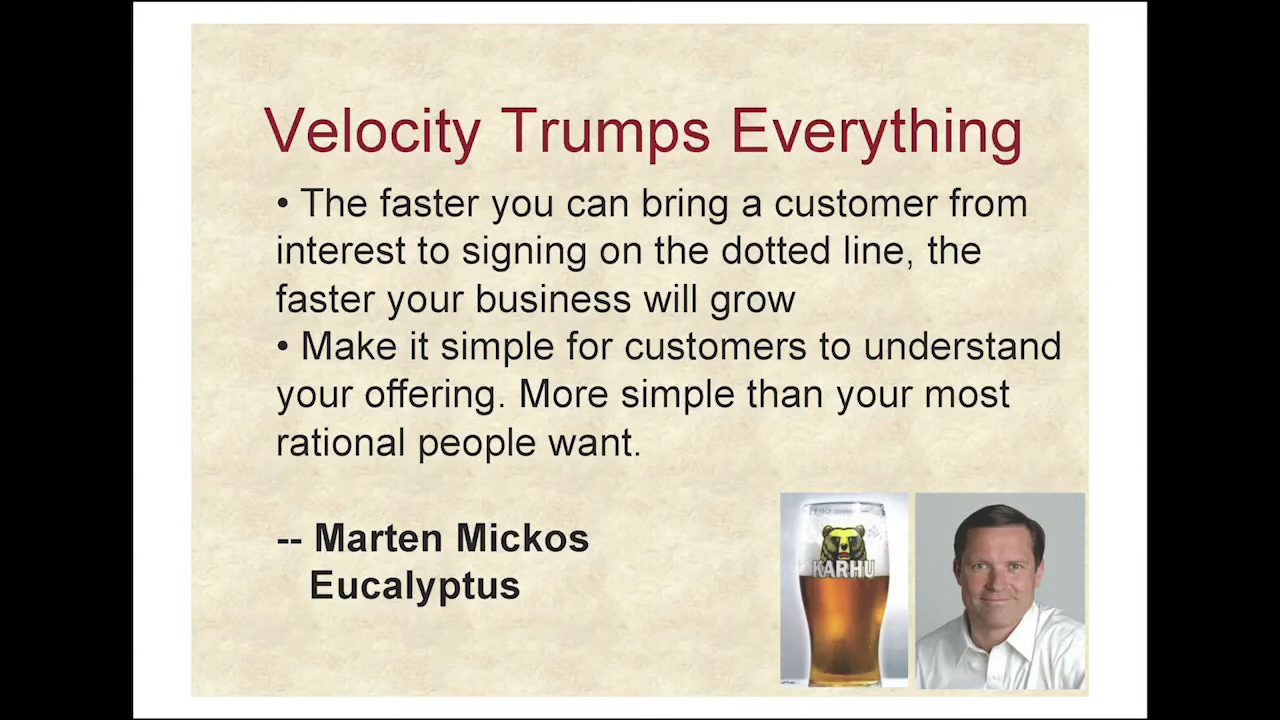 Velocity Trumps Everything
• The faster you can bring a customer from
interest to signing on the dotted line, the
faster your business will grow
• Make it simple for customers to understand
your offering. More simple than your most
rational people want.
-- Marten Mickos
Eucalyptus
KARHU